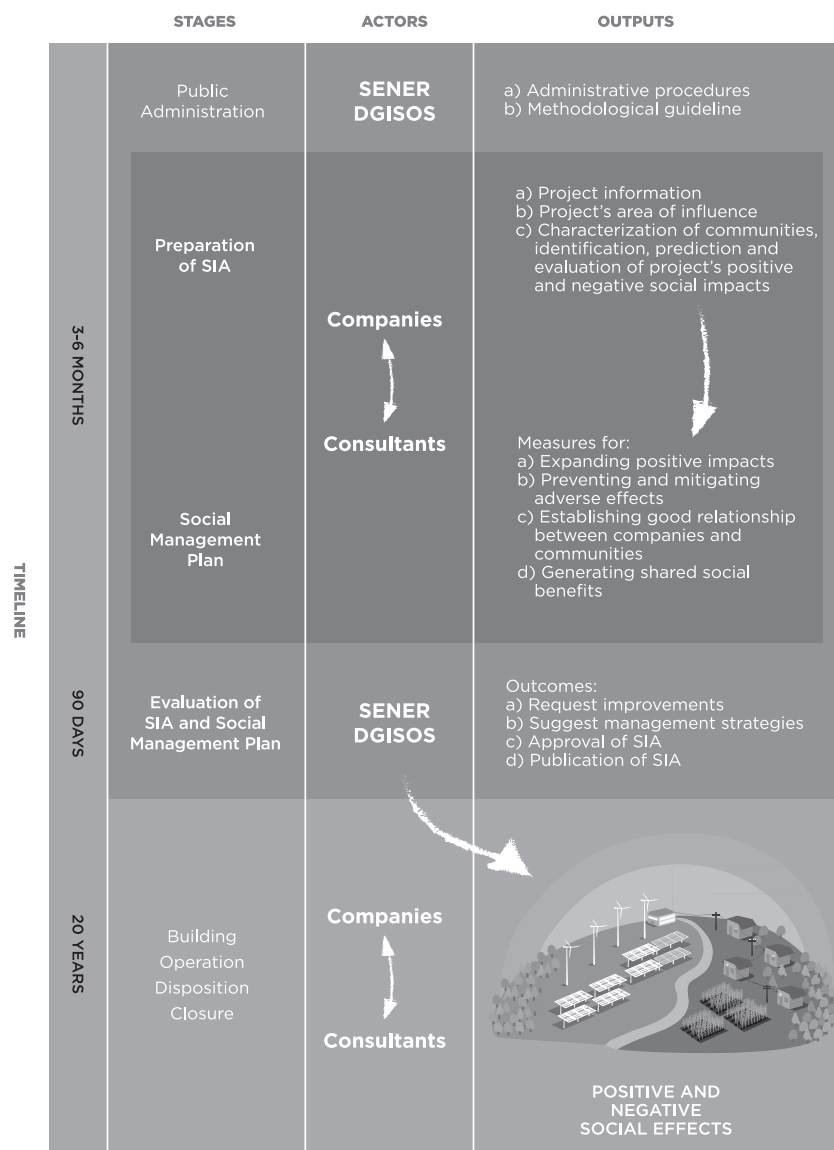 STAGES
ACTORS
OUTPUTS
TIMELINE
3-6 MONTHS
Public
Administration
SENER
DGISOS
a) Administrative procedures
b) Methodological guideline
Preparation
of SIA
Companies
Consultants
a) Project information
b) Project's area of influence
c) Characterization of communities,
identification, prediction and
evaluation of project's positive
and negative social impacts
Social
Management
Plan
Measures for:
a) Expanding positive impacts
b) Preventing and mitigating
adverse effects
c) Establishing good relationship
between companies and
communities
d) Generating shared social
benefits
90 DAYS
Evaluation of
SIA and Social
Management Plan
SENER
DGISOS
Outcomes:
a) Request improvements
b) Suggest management strategies
c) Approval of SIA
d) Publication of SIA
20 YEARS
Building
Operation
Disposition
Closure
Companies
Consultants
POSITIVE AND
NEGATIVE
SOCIAL EFFECTS